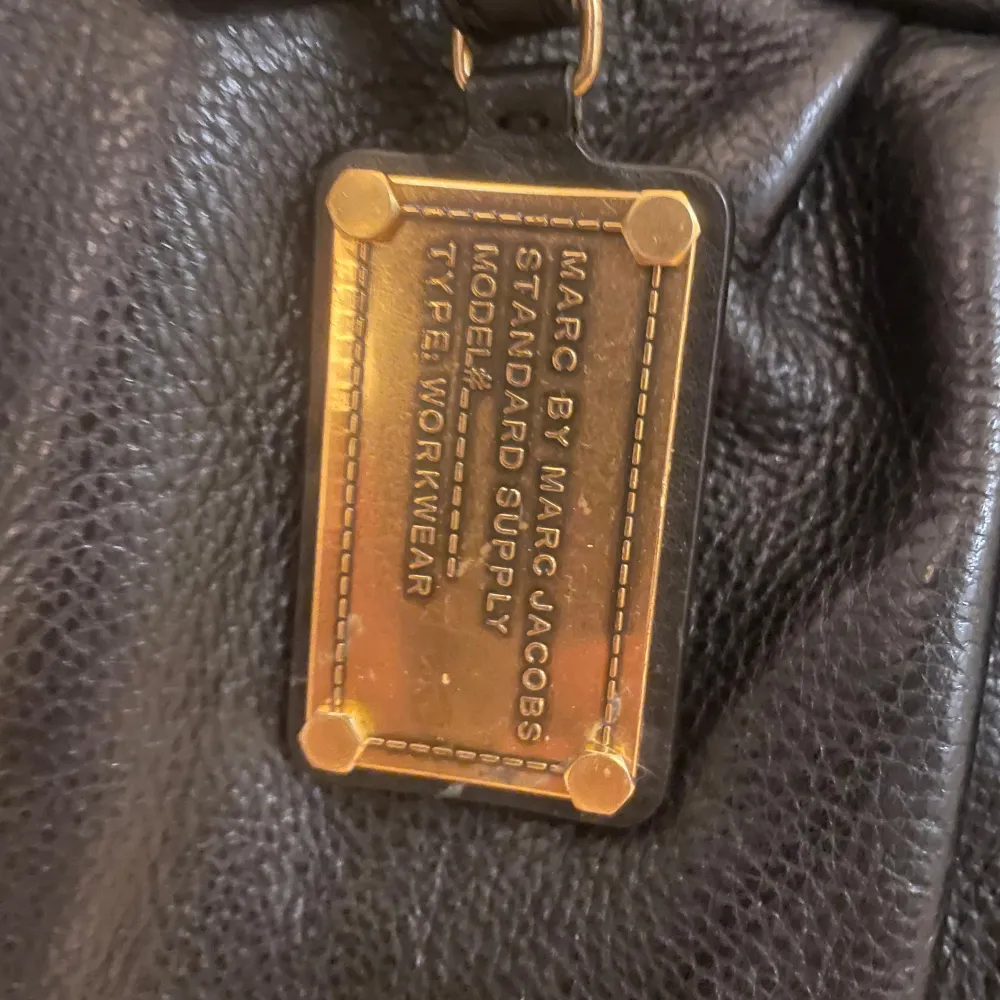 MARC BY MARC JACOBS
STANDARD SUPPLY
MODEL#
TYPE: WORKWEAR